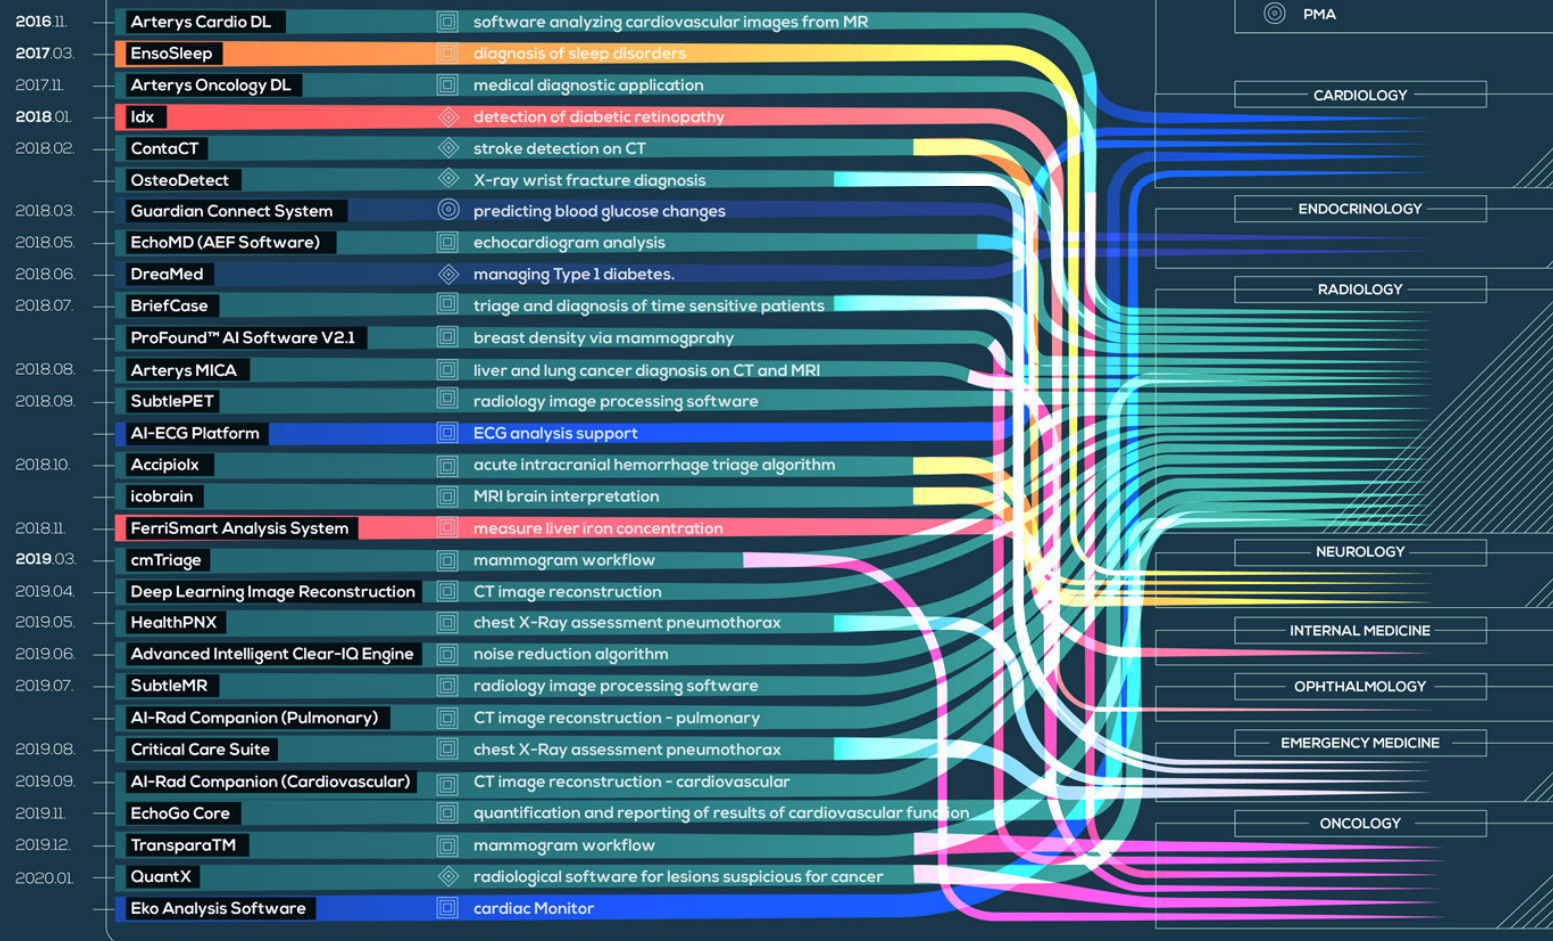 PMA
2016.11. Arterys Cardio DL software analyzing cardiovascular images from MR
2017.03. EnsoSleep diagnosis of sleep disorders
2017.11. Arterys Oncology DL medical diagnostic application
2018.01. Idx detection of diabetic retinopathy
2018.02. ContaCT stroke detection on CT
OsteoDetect X-ray wrist fracture diagnosis
2018.03. Guardian Connect System predicting blood glucose changes
2018.05. EchoMD (AEF Software) echocardiogram analysis
2018.06. DreaMed managing Type 1 diabetes.
2018.07. BriefCase triage and diagnosis of time sensitive patients
ProFound™ AI Software V2.1 breast density via mammogprahy
2018.08. Arterys MICA liver and lung cancer diagnosis on CT and MRI
2018.09. SubtlePET radiology image processing software
AI-ECG Platform ECG analysis support
2018.10. Accipiolx acute intracranial hemorrhage triage algorithm
icobrain MRI brain interpretation
2018.11. FerriSmart Analysis System measure liver iron concentration
2019.03. cmTriage mammogram workflow
2019.04. Deep Learning Image Reconstruction CT image reconstruction
2019.05. HealthPNX chest X-Ray assessment pneumothorax
2019.06. Advanced Intelligent Clear-IQ Engine noise reduction algorithm
2019.07. SubtleMR radiology image processing software
AI-Rad Companion (Pulmonary) CT image reconstruction - pulmonary
2019.08. Critical Care Suite chest X-Ray assessment pneumothorax
2019.09. AI-Rad Companion (Cardiovascular) CT image reconstruction - cardiovascular
2019.11. EchoGo Core quantification and reporting of results of cardiovascular function
2019.12. TransparaTM mammogram workflow
2020.01. QuantX radiological software for lesions suspicious for cancer
Eko Analysis Software cardiac Monitor
CARDIOLOGY
ENDOCRINOLOGY
RADIOLOGY
NEUROLOGY
INTERNAL MEDICINE
OPHTHALMOLOGY
EMERGENCY MEDICINE
ONCOLOGY